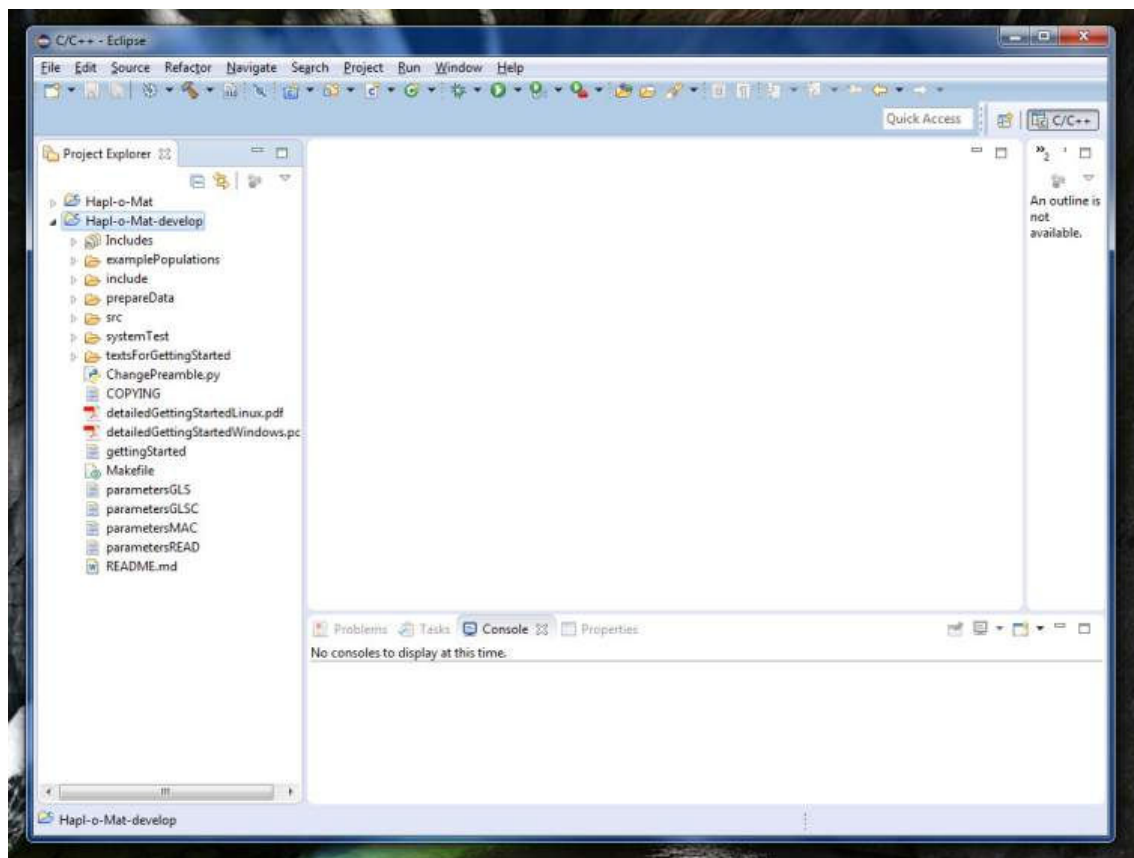 C/C++ - Eclipse
File Edit Source Refactor Navigate Search Project Run Window Help
Quick Access
C/C++
Project Explorer
2
Hapl-o-Mat
Hapl-o-Mat-develop
Includes
examplePopulations
include
prepareData
src
systemTest
textsForGettingStarted
ChangePreamble.py
COPYING
detailedGettingStartedLinux.pdf
detailedGettingStartedWindows.pc
gettingStarted
Makefile
parametersGLS
parametersGLSC
parametersMAC
parametersREAD
README.md
An outline is
not
available.
Problems Tasks Console Properties
No consoles to display at this time.
Hapl-o-Mat-develop